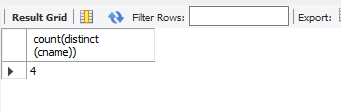 Result Grid Filter Rows: Export:
count(distinct
(cname))
4